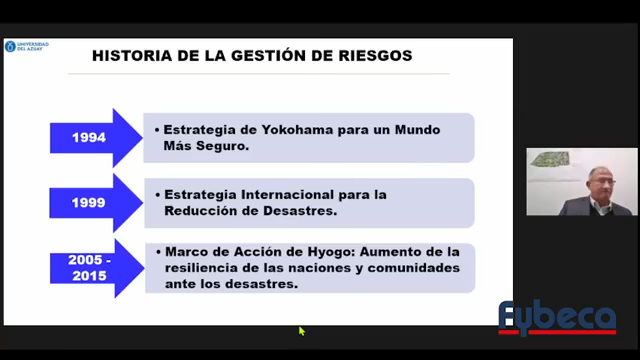 UNIVERSIDAD
DEL AZUAY
HISTORIA DE LA GESTIÓN DE RIESGOS
1994
• Estrategia de Yokohama para un Mundo
Más Seguro.
1999
• Estrategia Internacional para la
Reducción de Desastres.
2005 -
2015
• Marco de Acción de Hyogo: Aumento de la
resiliencia de las naciones y comunidades
ante los desastres.
Fybeca